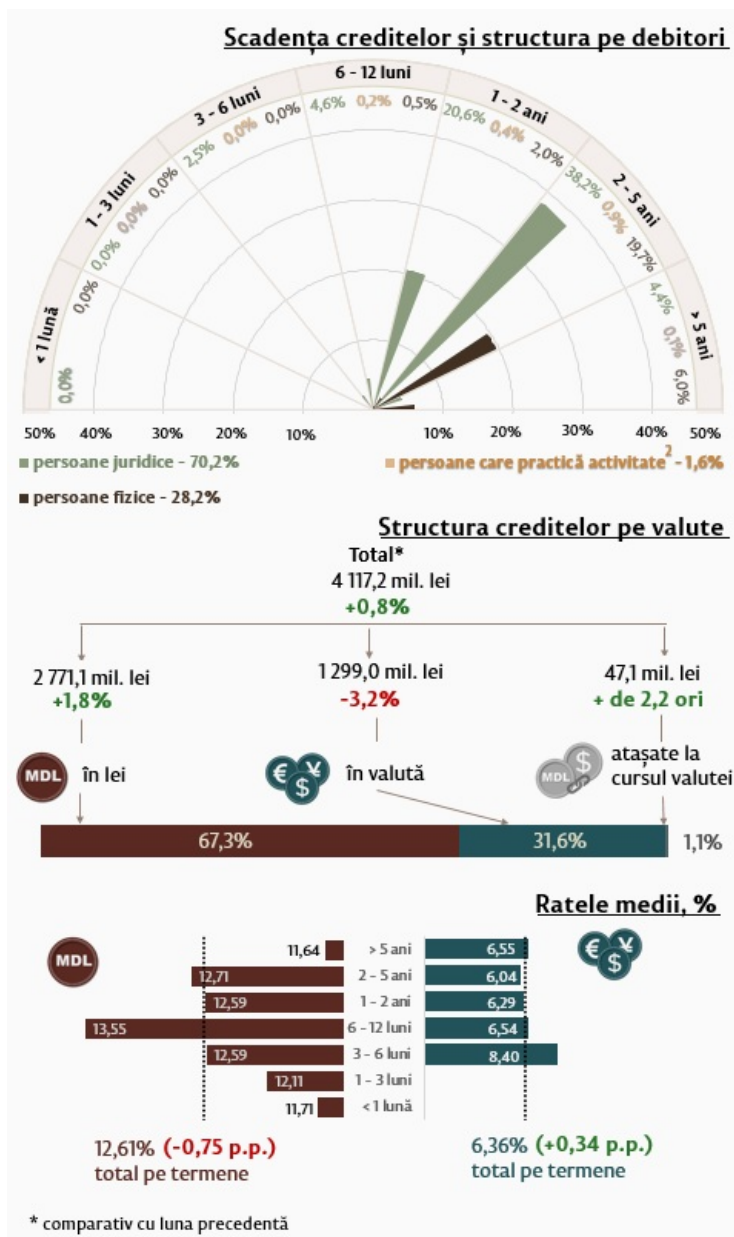 Scadența creditelor și structura pe debitori
< 1 lună
1 - 3 luni
3 - 6 luni
6 - 12 luni
1 - 2 ani
2 - 5 ani
> 5 ani
0,0%
0,0%
0,0%
0,0%
0,0%
2,5%
0,0%
0,0%
4,6%
0,2%
0,5%
20,6%
0,4%
2,0%
38,2%
0,9%
19,7%
4,4%
0,1%
6,0%
50% 40% 30% 20% 10% 10% 20% 30% 40% 50%
persoane juridice - 70,2%
persoane care practică activitate² - 1,6%
persoane fizice - 28,2%
Structura creditelor pe valute
Total*
4 117,2 mil. lei
+0,8%
2 771,1 mil. lei
+1,8%
1 299,0 mil. lei
-3,2%
47,1 mil. lei
+ de 2,2 ori
MDL în lei
€ ¥ $ în valută
MDL $ atașate la
cursul valutei
67,3% 31,6% 1,1%
Ratele medii, %
MDL
€ ¥ $
11,64 > 5 ani 6,55
12,71 2 - 5 ani 6,04
12,59 1 - 2 ani 6,29
13,55 6 - 12 luni 6,54
12,59 3 - 6 luni 8,40
12,11 1 - 3 luni
11,71 < 1 lună
12,61% (-0,75 p.p.)
total pe termene
6,36% (+0,34 p.p.)
total pe termene
* comparativ cu luna precedentă